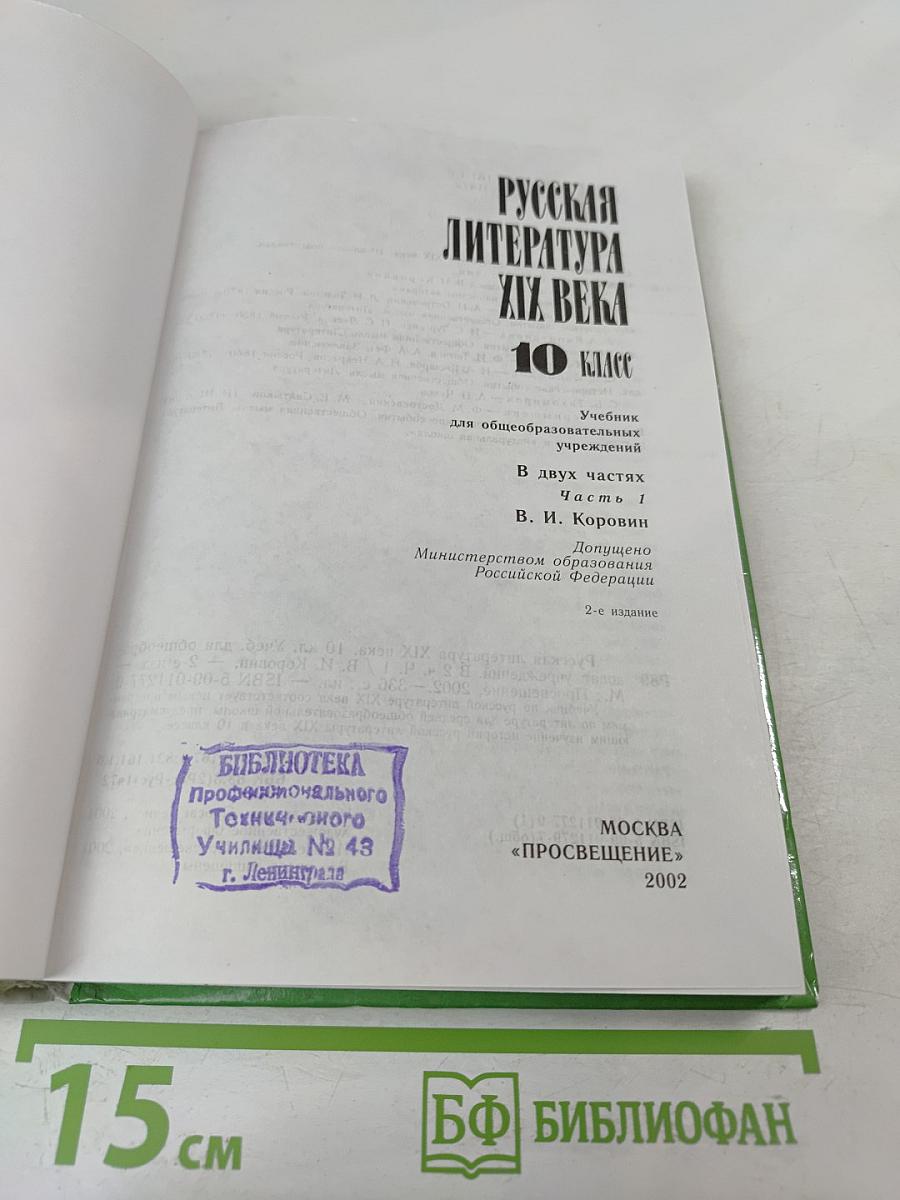 РУССКАЯ
ЛИТЕРАТУРА
XIX ВЕКА
10 КЛАСС
Учебник
для общеобразовательных
учреждений
В двух частях
Часть 1
В. И. Коровин
Допущено
Министерством образования
Российской Федерации
2-е издание
БИБЛИОТЕКА
Профессионального
Технического
Училища № 43
г. Ленинграда
МОСКВА
«ПРОСВЕЩЕНИЕ»
2002
15 см
БФ БИБЛИОФАН